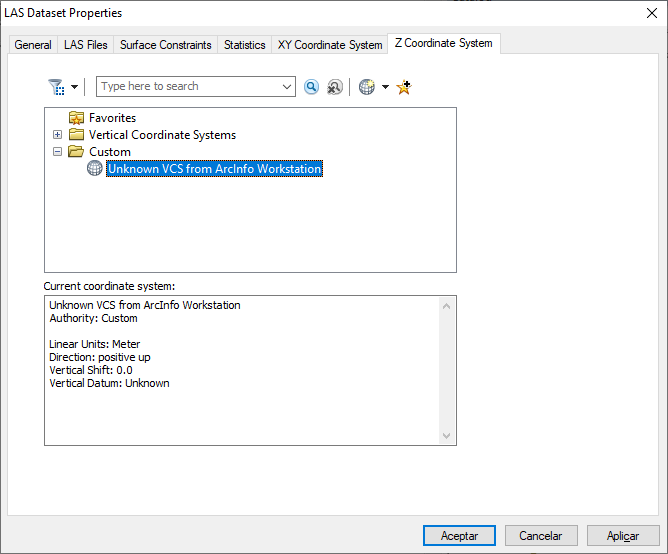 LAS Dataset Properties
General LAS Files Surface Constraints Statistics XY Coordinate System Z Coordinate System
Type here to search
Favorites
Vertical Coordinate Systems
Custom
Unknown VCS from ArcInfo Workstation
Current coordinate system:
Unknown VCS from ArcInfo Workstation
Authority: Custom
Linear Units: Meter
Direction: positive up
Vertical Shift: 0.0
Vertical Datum: Unknown
Aceptar Cancelar Aplicar